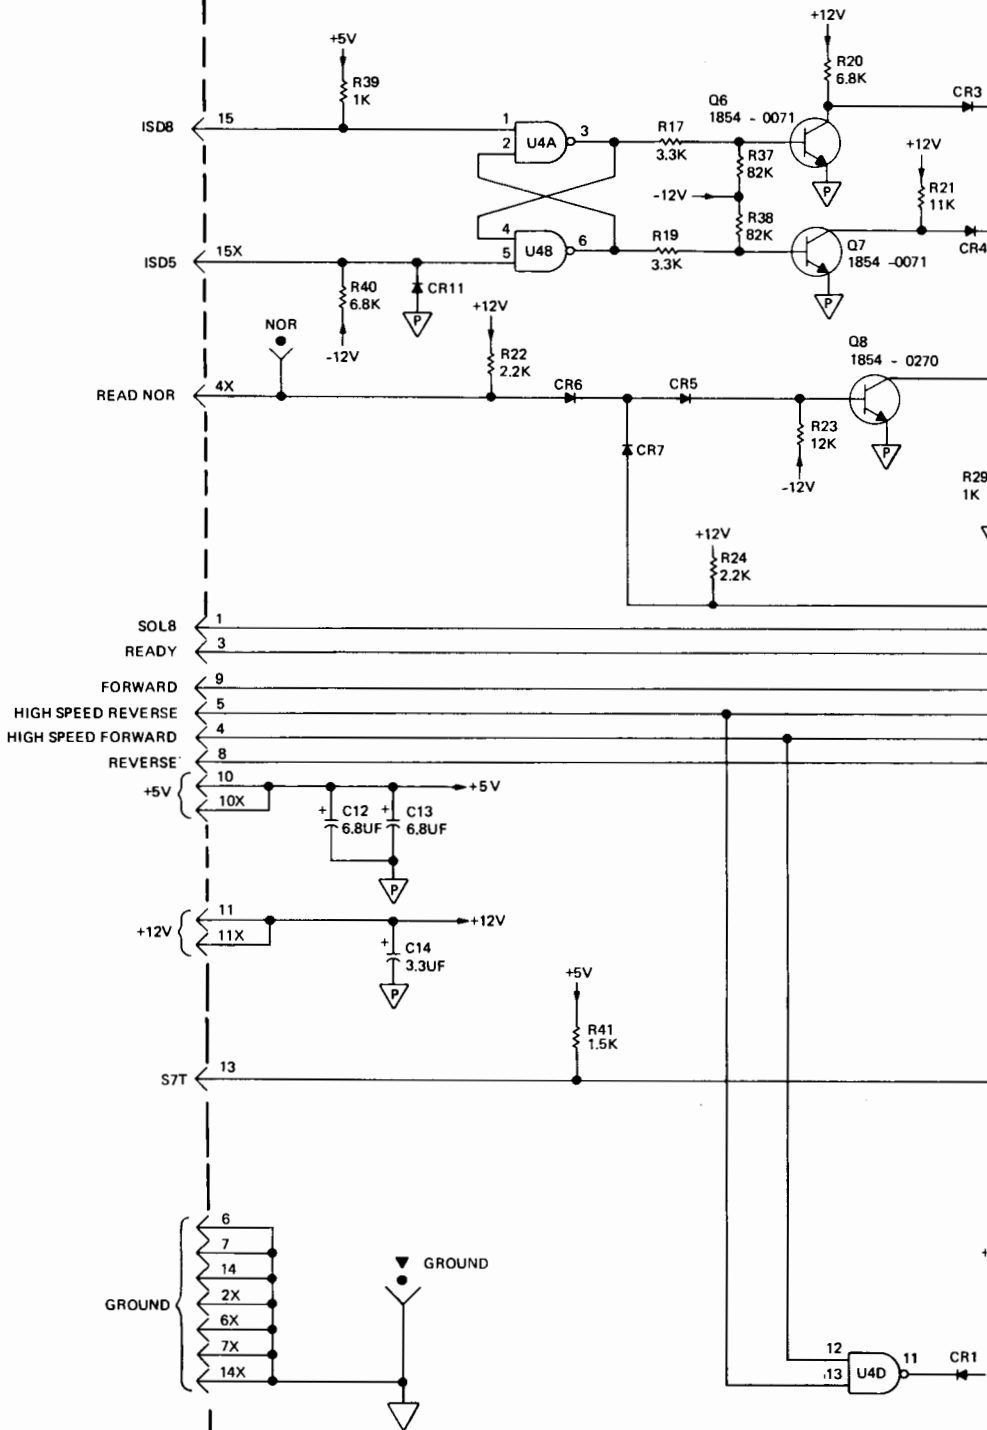 +12V
+5V
R39
1K
R20
6.8K
CR3
Q6
1854 - 0071
ISD8
15
1
2
U4A
3
R17
3.3K
R37
82K
P
+12V
R21
11K
-12V
4
5
U4B
6
R19
3.3K
R38
82K
Q7
1854 -0071
CR4
P
ISD5
15X
R40
6.8K
-12V
CR11
P
NOR
+12V
R22
2.2K
Q8
1854 - 0270
READ NOR
4X
CR6
CR5
R23
12K
-12V
P
CR7
R29
1K
+12V
R24
2.2K
SOL8
1
READY
3
FORWARD
9
HIGH SPEED REVERSE
5
HIGH SPEED FORWARD
4
REVERSE
8
+5V
10
10X
+5V
+
C12
6.8UF
+
C13
6.8UF
P
+12V
11
11X
+12V
+
C14
3.3UF
P
+5V
R41
1.5K
S7T
13
GROUND
6
7
14
2X
6X
7X
14X
GROUND
12
13
U4D
11
CR1
+